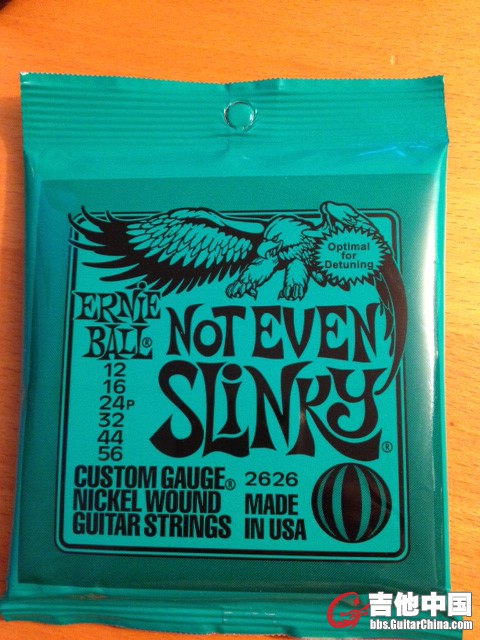 Optimal
for
Detuning
ERNIE
BALL®
NOT EVEN
SLINKY®
12
16
24P
32
44
56
CUSTOM GAUGE®
NICKEL WOUND
GUITAR STRINGS
2626
MADE
IN USA
吉他中国
bbs.GuitarChina.com